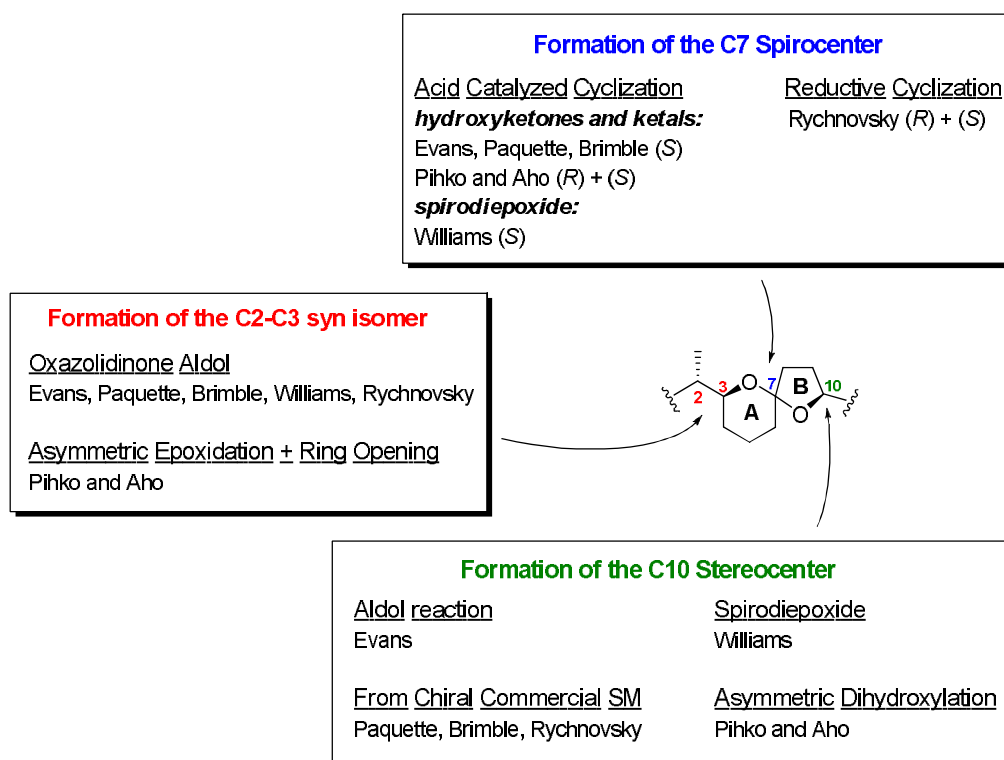 Formation of the C7 Spirocenter
Acid Catalyzed Cyclization
hydroxyketones and ketals:
Evans, Paquette, Brimble (S)
Pihko and Aho (R) + (S)
spirodiepoxide:
Williams (S)
Reductive Cyclization
Rychnovsky (R) + (S)
Formation of the C2-C3 syn isomer
Oxazolidinone Aldol
Evans, Paquette, Brimble, Williams, Rychnovsky
Asymmetric Epoxidation + Ring Opening
Pihko and Aho
2 3 O 7 B 10
A O
Formation of the C10 Stereocenter
Aldol reaction
Evans
Spirodiepoxide
Williams
From Chiral Commercial SM
Paquette, Brimble, Rychnovsky
Asymmetric Dihydroxylation
Pihko and Aho